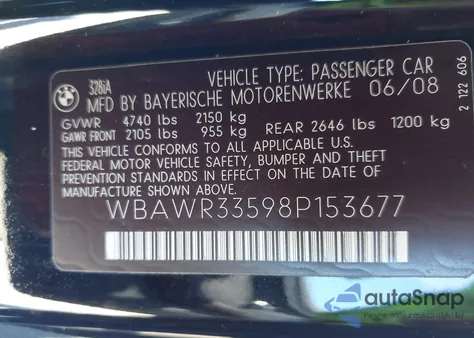 BMW
328iA
VEHICLE TYPE: PASSENGER CAR
MFD BY BAYERISCHE MOTORENWERKE 06/08
GVWR 4740 lbs 2150 kg
GAWR FRONT 2105 lbs 955 kg REAR 2646 lbs 1200 kg
THIS VEHICLE CONFORMS TO ALL APPLICABLE
FEDERAL MOTOR VEHICLE SAFETY, BUMPER AND THEFT
STANDARDS IN EFFECT ON THE DATE OF
MANUFACTURE SHOWN ABOVE.
WBAWR33598P153677
2 122 606
autoSnap